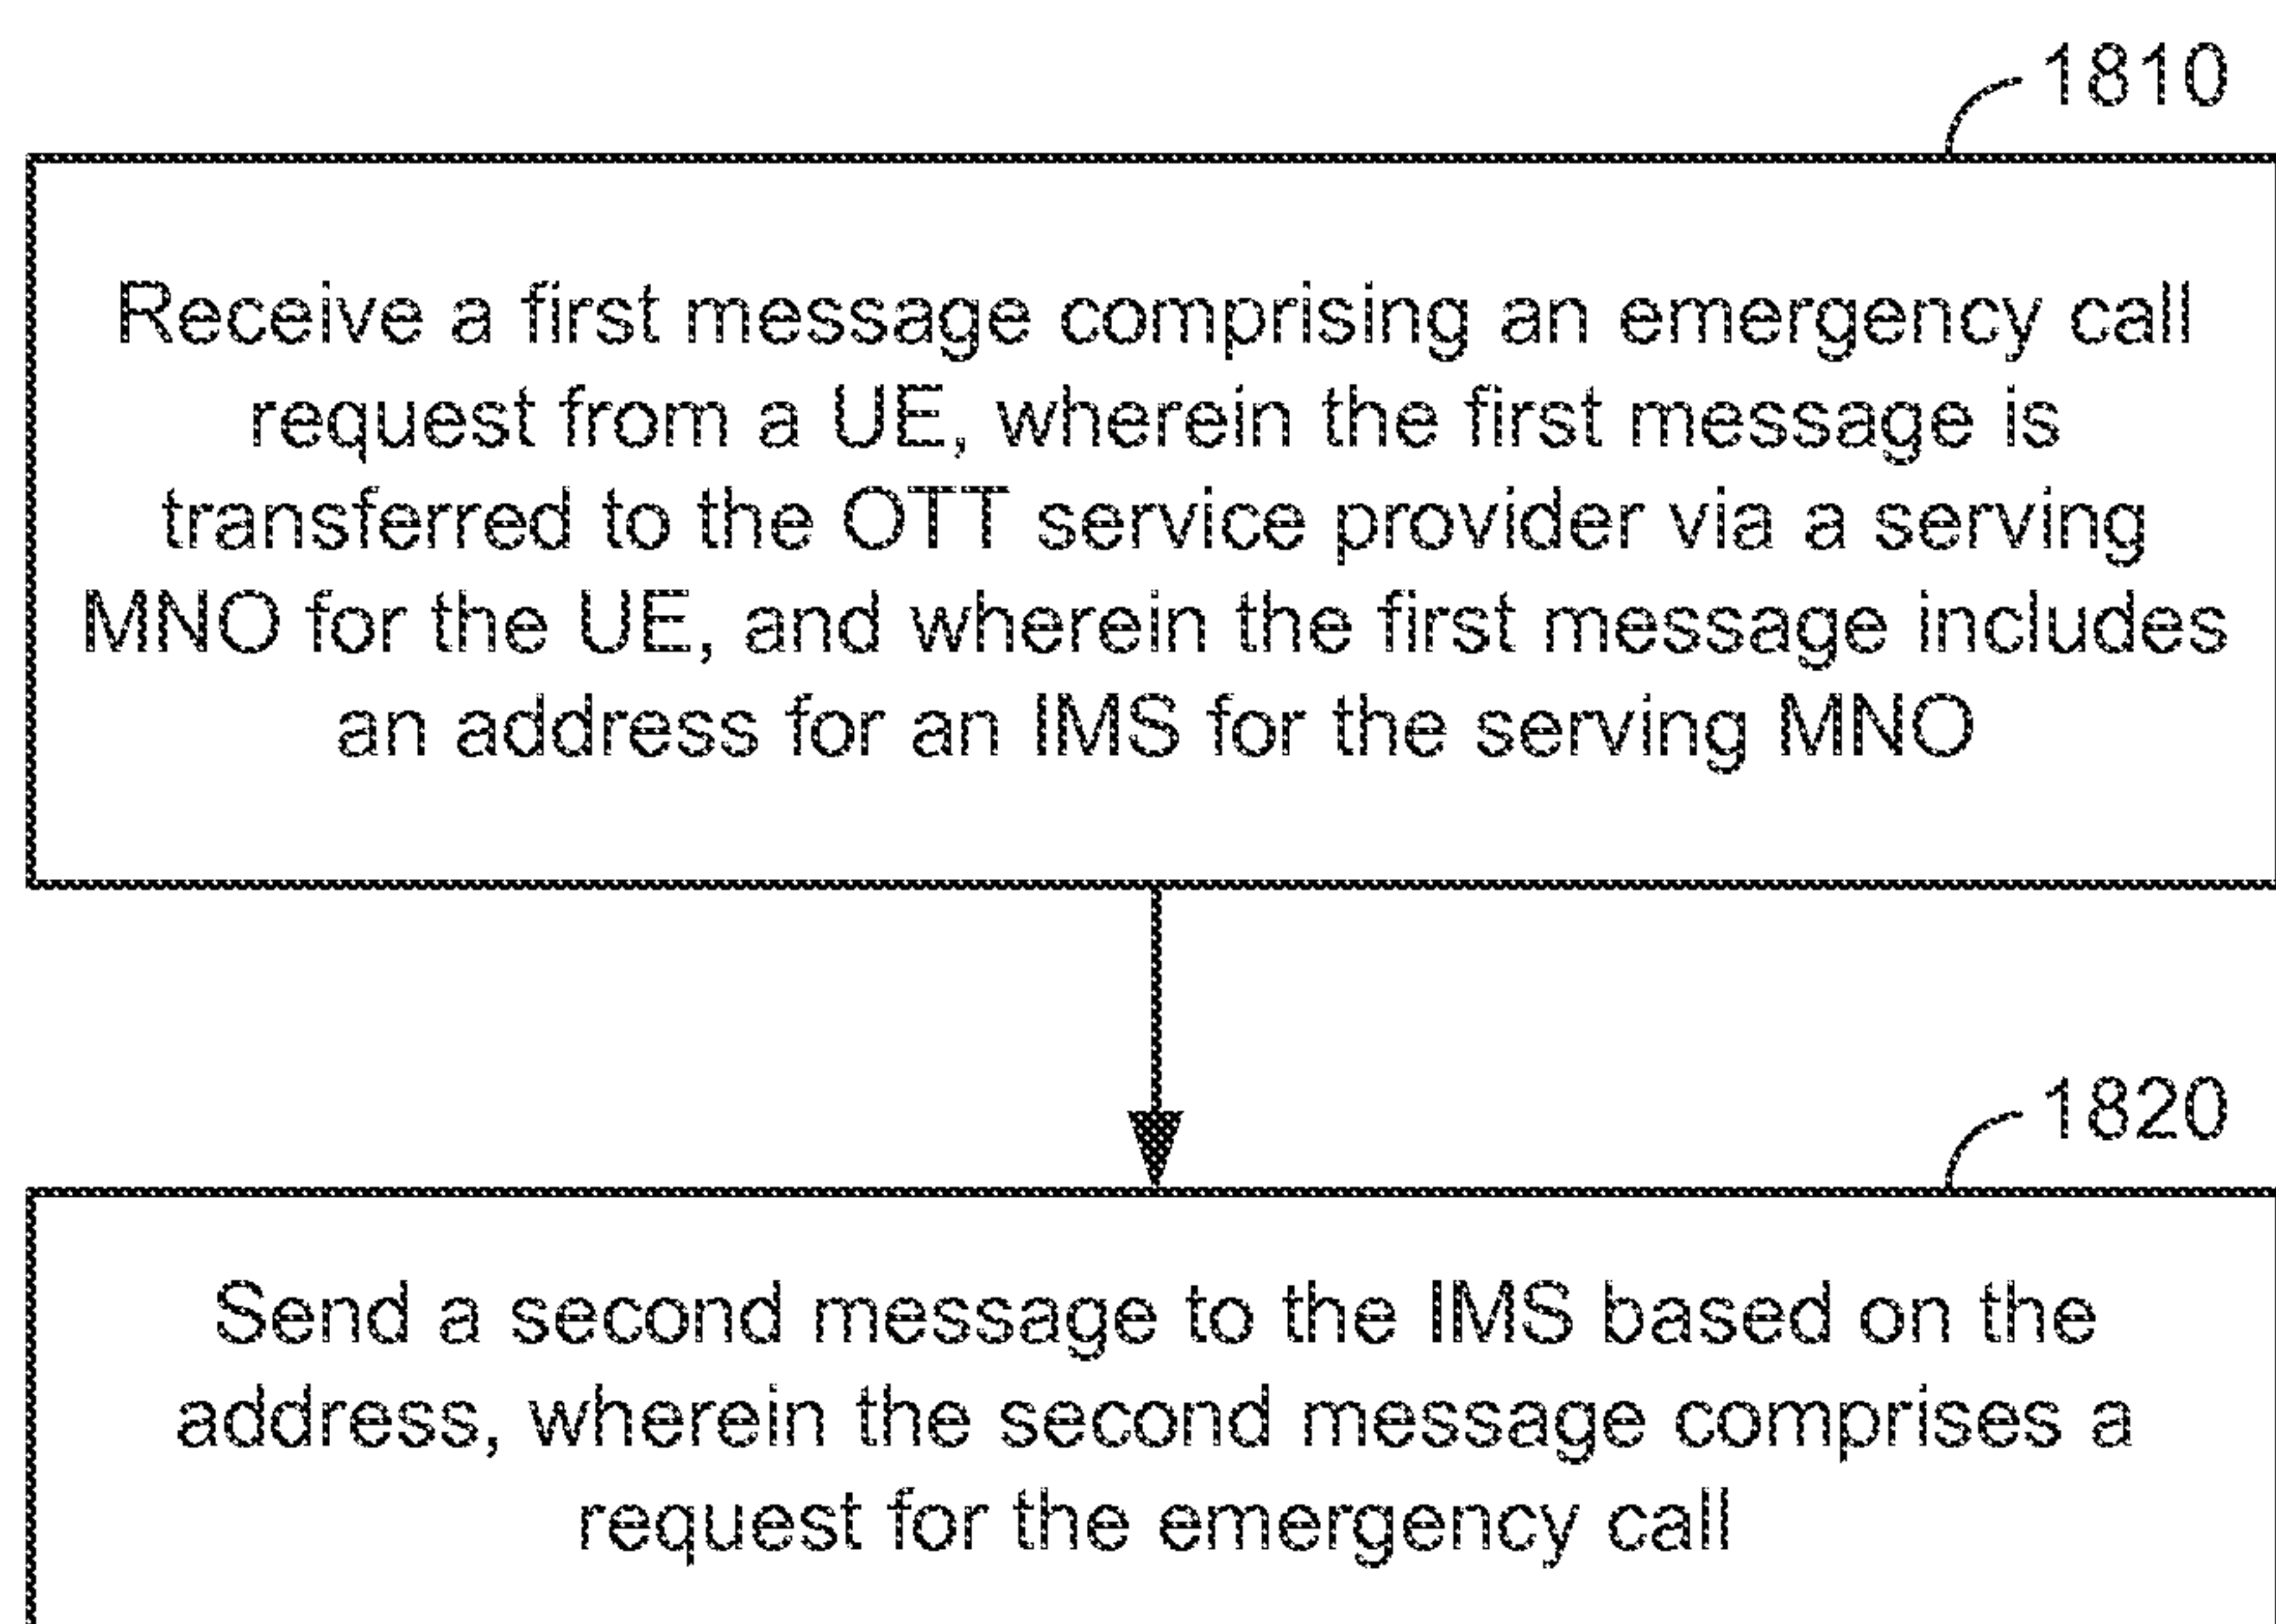 1810
Receive a first message comprising an emergency call
request from a UE, wherein the first message is
transferred to the OTT service provider via a serving
MNO for the UE, and wherein the first message includes
an address for an IMS for the serving MNO
1820
Send a second message to the IMS based on the
address, wherein the second message comprises a
request for the emergency call